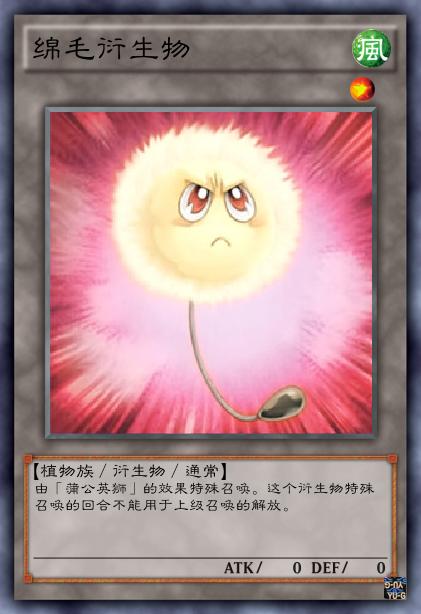 绵毛衍生物
風
【植物族／衍生物／通常】
由「蒲公英狮」的效果特殊召唤。这个衍生物特殊
召唤的回合不能用于上级召唤的解放。
ATK/ 0 DEF/ 0